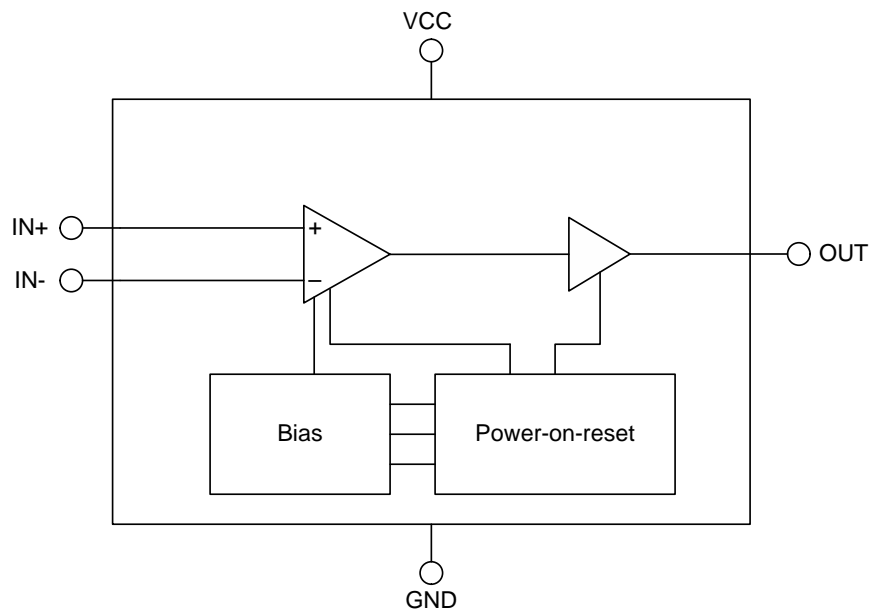 VCC
IN+
+
IN-
−
OUT
Bias
Power-on-reset
GND